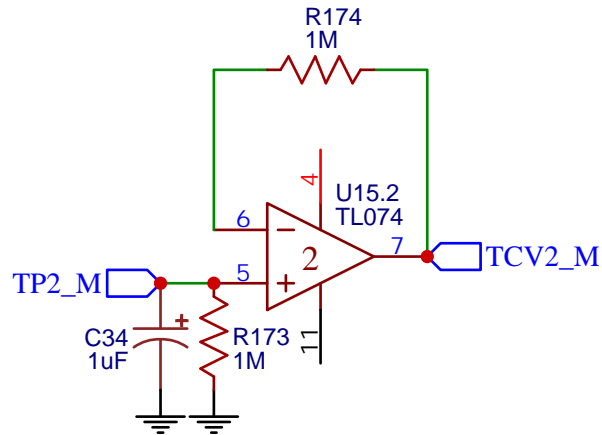 R174
1M
4
U15.2
TL074
6
−
2
7
TCV2_M
TP2_M
5
+
C34
1uF
+
R173
1M
11